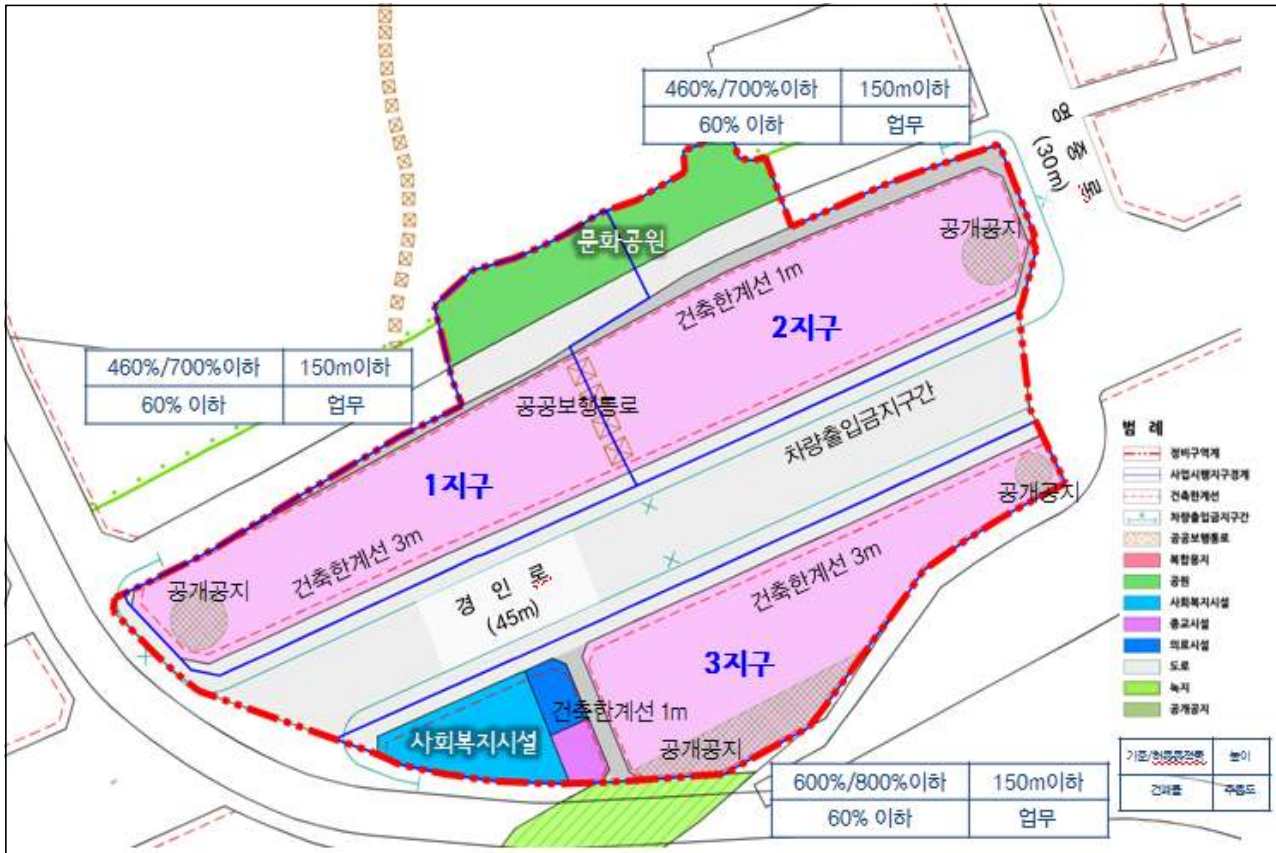 460%/700%이하 150m이하
60% 이하 업무
영중로
(30m)
문화공원
공개공지
건축한계선 1m
2지구
460%/700%이하 150m이하
60% 이하 업무
공공보행통로
차량출입금지구간
1지구
공개공지
건축한계선 3m
공개공지
경인로
(45m)
건축한계선 3m
3지구
건축한계선 1m
사회복지시설
공개공지
600%/800%이하 150m이하
60% 이하 업무
범 례
정비구역계
사업시행지구경계
건축한계선
차량출입금지구간
공공보행통로
복합용지
공원
사회복지시설
종교시설
의료시설
도로
녹지
공개공지
높이
건폐율 주용도